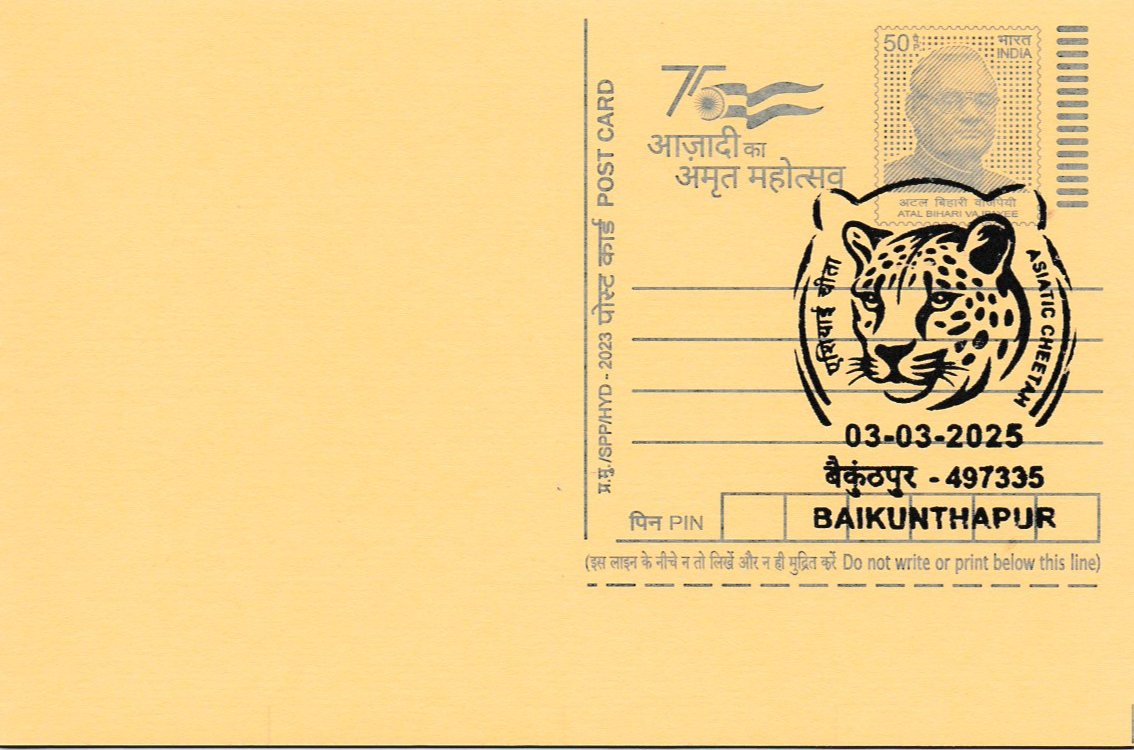 50 पै.
भारत
INDIA
75
आज़ादी का
अमृत महोत्सव
अटल बिहारी वाजपेयी
ATAL BIHARI VAJPAYEE
प्र.मु./SPP/HYD - 2023 पोस्ट कार्ड POST CARD
एशियाई चीता
ASIATIC CHEETAH
03-03-2025
बैकुंठपुर - 497335
BAIKUNTHAPUR
पिन PIN
(इस लाइन के नीचे न तो लिखें और न ही मुद्रित करें Do not write or print below this line)